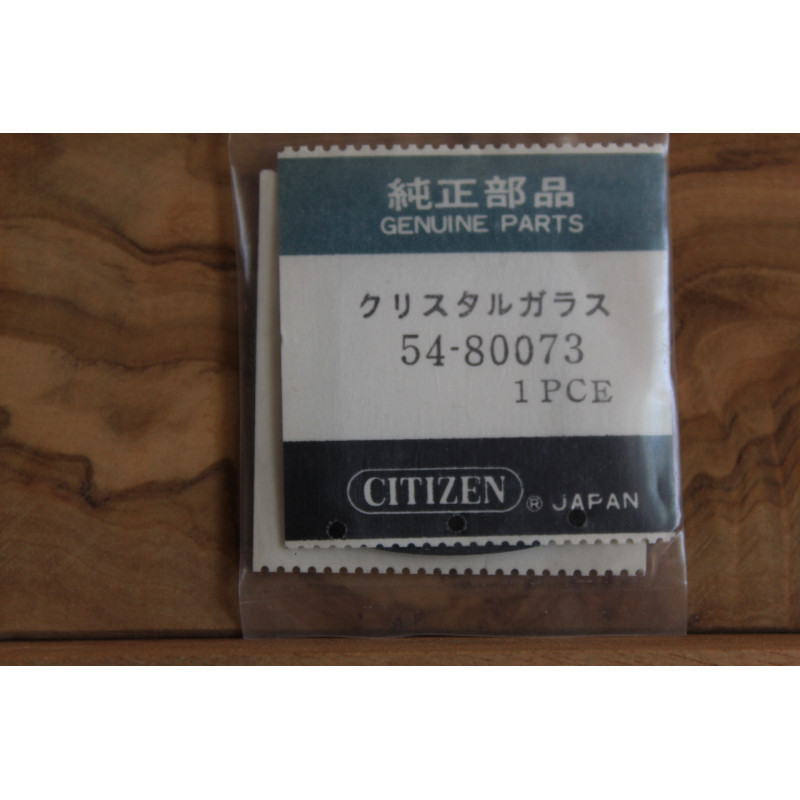 純正部品
GENUINE PARTS
クリスタルガラス
54-80073
1 PCE
CITIZEN ® JAPAN